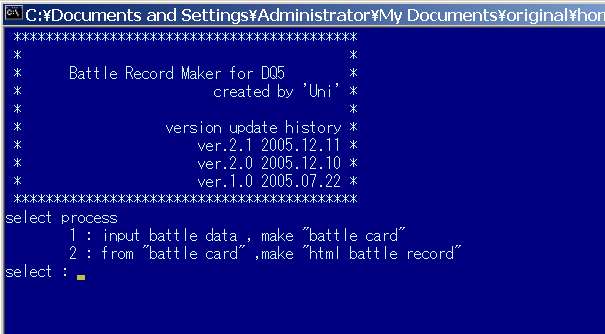 C:¥Documents and Settings¥Administrator¥My Documents¥original¥hom
*******************************************
*                                         *
*      Battle Record Maker for DQ5        *
*                        created by 'Uni' *
*                                         *
*                  version update history *
*                      ver.2.1 2005.12.11 *
*                      ver.2.0 2005.12.10 *
*                      ver.1.0 2005.07.22 *
*******************************************
select process
1 : input battle data , make "battle card"
2 : from "battle card" ,make "html battle record"
select :